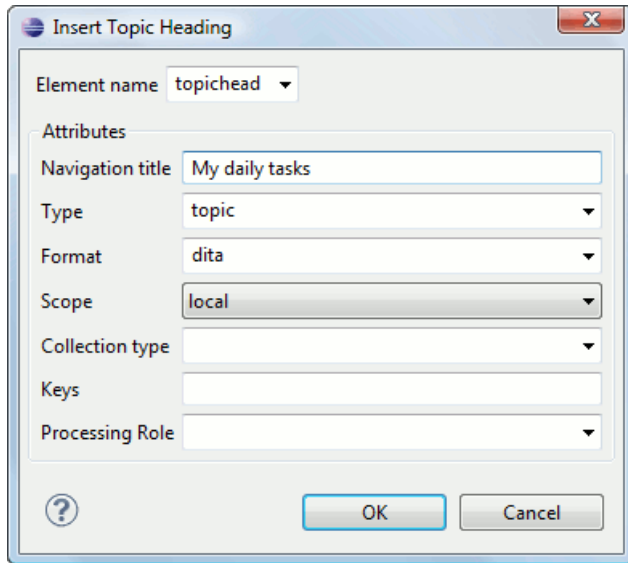 Insert Topic Heading
Element name topichead
Attributes
Navigation title My daily tasks
Type topic
Format dita
Scope local
Collection type
Keys
Processing Role
? OK Cancel